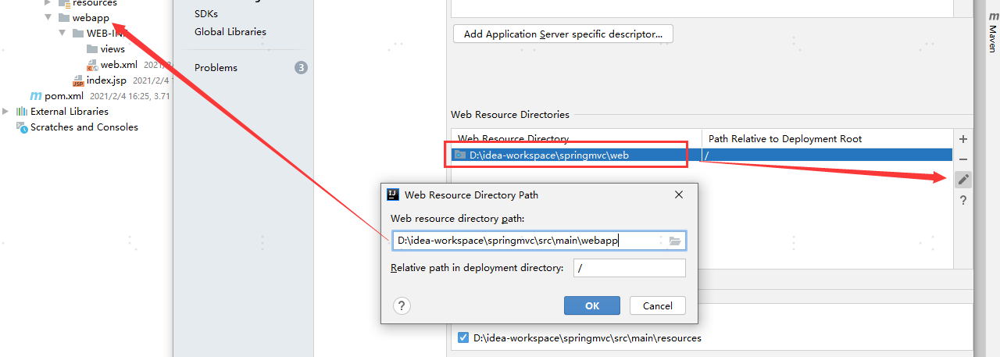 resources
webapp
WEB-IN
views
web.xml 2021/2/
index.jsp 2021/2/4 1
pom.xml 2021/2/4 16:25, 3.71
External Libraries
Scratches and Consoles
SDKs
Global Libraries
Problems 3
Add Application Server specific descriptor...
Web Resource Directories
Web Resource Directory Path Relative to Deployment Root
D:\idea-workspace\springmvc\web /
Web Resource Directory Path
Web resource directory path:
D:\idea-workspace\springmvc\src\main\webapp
Relative path in deployment directory: /
? OK Cancel
D:\idea-workspace\springmvc\src\main\resources
+
−
?
m Maven